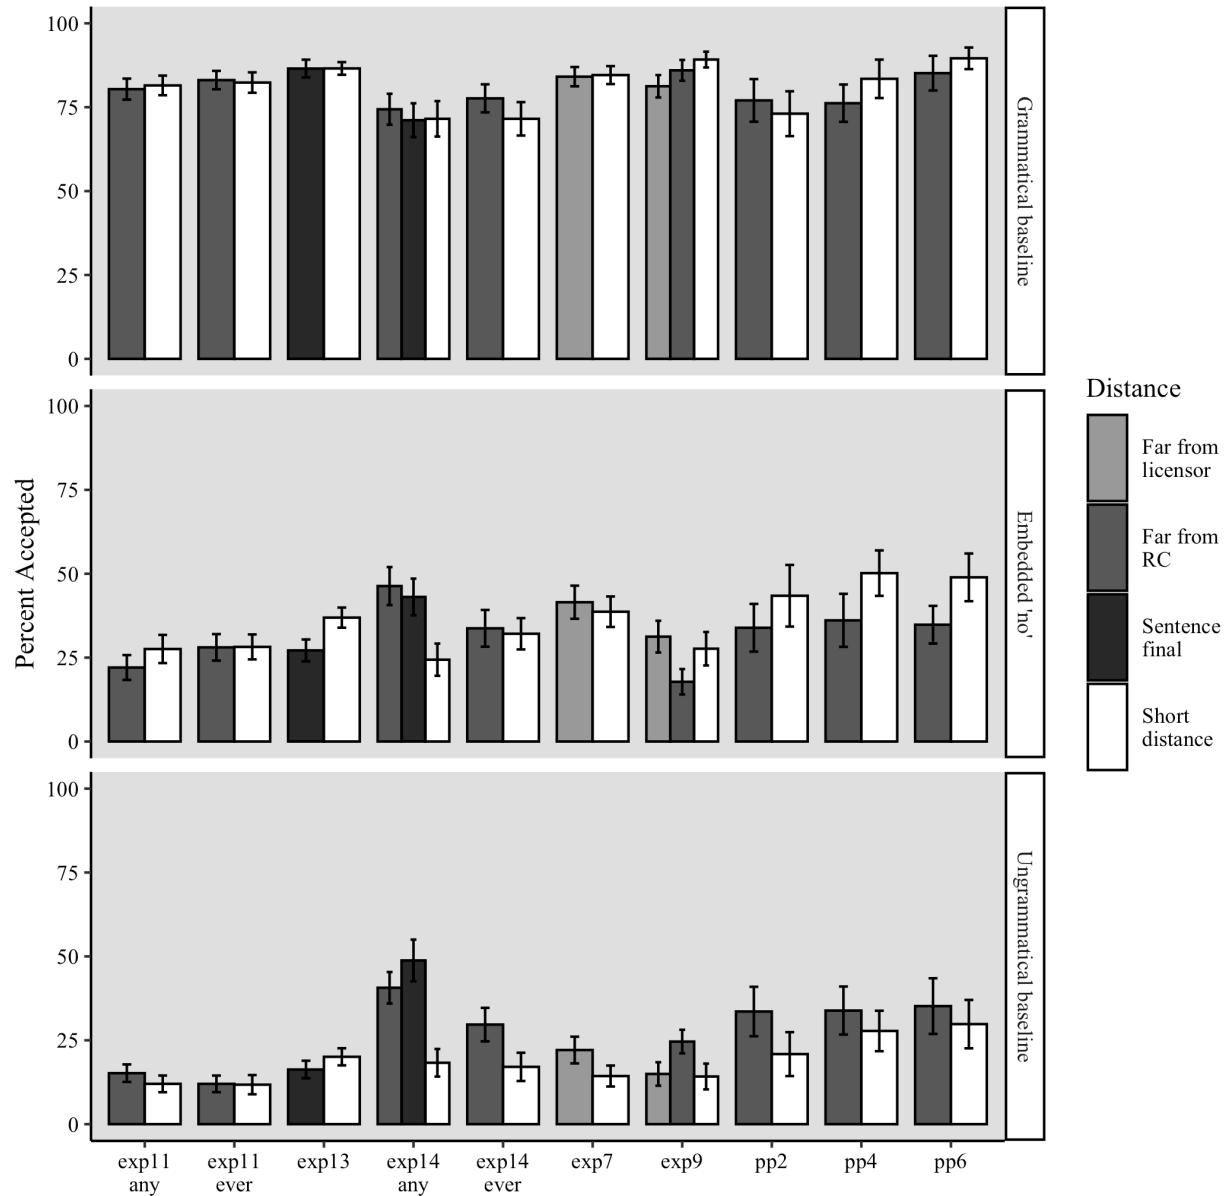 100
75
50
25
0
Grammatical baseline
100
75
50
25
0
Embedded 'no'
100
75
50
25
0
Ungrammatical baseline
Percent Accepted
exp11
any
exp11
ever
exp13
exp14
any
exp14
ever
exp7
exp9
pp2
pp4
pp6
Distance
Far from
licensor
Far from
RC
Sentence
final
Short
distance